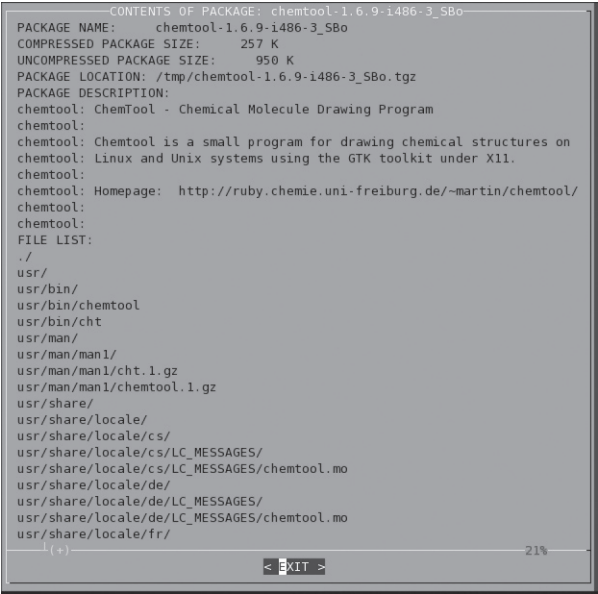 CONTENTS OF PACKAGE: chemtool-1.6.9-i486-3_SBo
PACKAGE NAME: chemtool-1.6.9-i486-3_SBo
COMPRESSED PACKAGE SIZE: 257 K
UNCOMPRESSED PACKAGE SIZE: 950 K
PACKAGE LOCATION: /tmp/chemtool-1.6.9-i486-3_SBo.tgz
PACKAGE DESCRIPTION:
chemtool: ChemTool - Chemical Molecule Drawing Program
chemtool:
chemtool: Chemtool is a small program for drawing chemical structures on
chemtool: Linux and Unix systems using the GTK toolkit under X11.
chemtool:
chemtool: Homepage: http://ruby.chemie.uni-freiburg.de/~martin/chemtool/
chemtool:
chemtool:
FILE LIST:
./
usr/
usr/bin/
usr/bin/chemtool
usr/bin/cht
usr/man/
usr/man/man1/
usr/man/man1/cht.1.gz
usr/man/man1/chemtool.1.gz
usr/share/
usr/share/locale/
usr/share/locale/cs/
usr/share/locale/cs/LC_MESSAGES/
usr/share/locale/cs/LC_MESSAGES/chemtool.mo
usr/share/locale/de/
usr/share/locale/de/LC_MESSAGES/
usr/share/locale/de/LC_MESSAGES/chemtool.mo
usr/share/locale/fr/
(+) 21%
< EXIT >